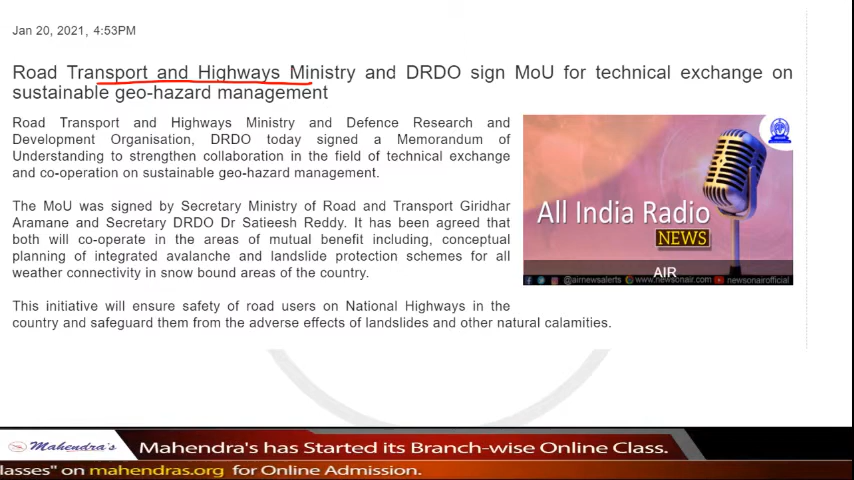 Jan 20, 2021, 4:53PM
Road Transport and Highways Ministry and DRDO sign MoU for technical exchange on
sustainable geo-hazard management
Road Transport and Highways Ministry and Defence Research and
Development Organisation, DRDO today signed a Memorandum of
Understanding to strengthen collaboration in the field of technical exchange
and co-operation on sustainable geo-hazard management.
The MoU was signed by Secretary Ministry of Road and Transport Giridhar
Aramane and Secretary DRDO Dr Satieesh Reddy. It has been agreed that
both will co-operate in the areas of mutual benefit including, conceptual
planning of integrated avalanche and landslide protection schemes for all
weather connectivity in snow bound areas of the country.
This initiative will ensure safety of road users on National Highways in the
country and safeguard them from the adverse effects of landslides and other natural calamities.
All India Radio
NEWS
AIR
@airnewsalerts www.newsonair.com newsonairofficial
Mahendra's
Mahendra's has Started its Branch-wise Online Class.
lasses" on mahendras.org for Online Admission.